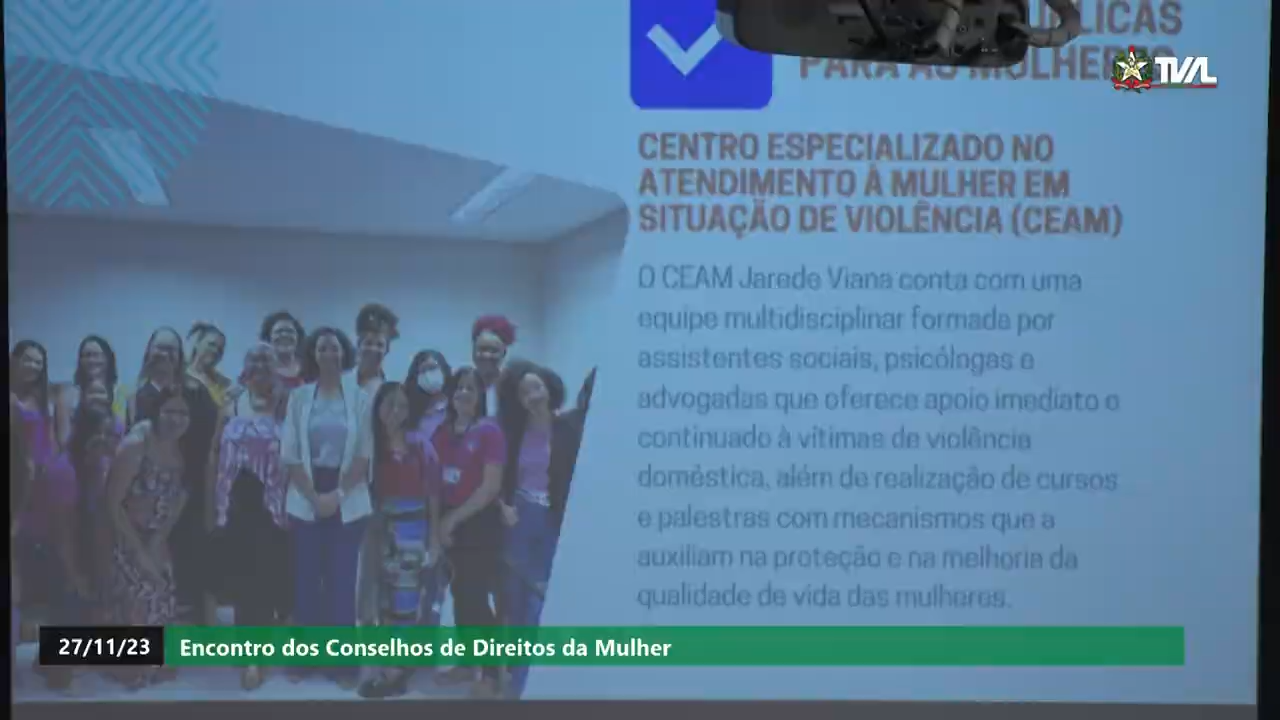 PARA AS MULHERES
TVAL
CENTRO ESPECIALIZADO NO
ATENDIMENTO À MULHER EM
SITUAÇÃO DE VIOLÊNCIA (CEAM)
O CEAM Jarede Viana conta com uma
equipe multidisciplinar formada por
assistentes sociais, psicólogas e
advogadas que oferece apoio imediato e
continuado à vítimas de violência
doméstica, além de realização de cursos
e palestras com mecanismos que a
auxiliam na proteção e na melhoria da
qualidade de vida das mulheres.
27/11/23 Encontro dos Conselhos de Direitos da Mulher